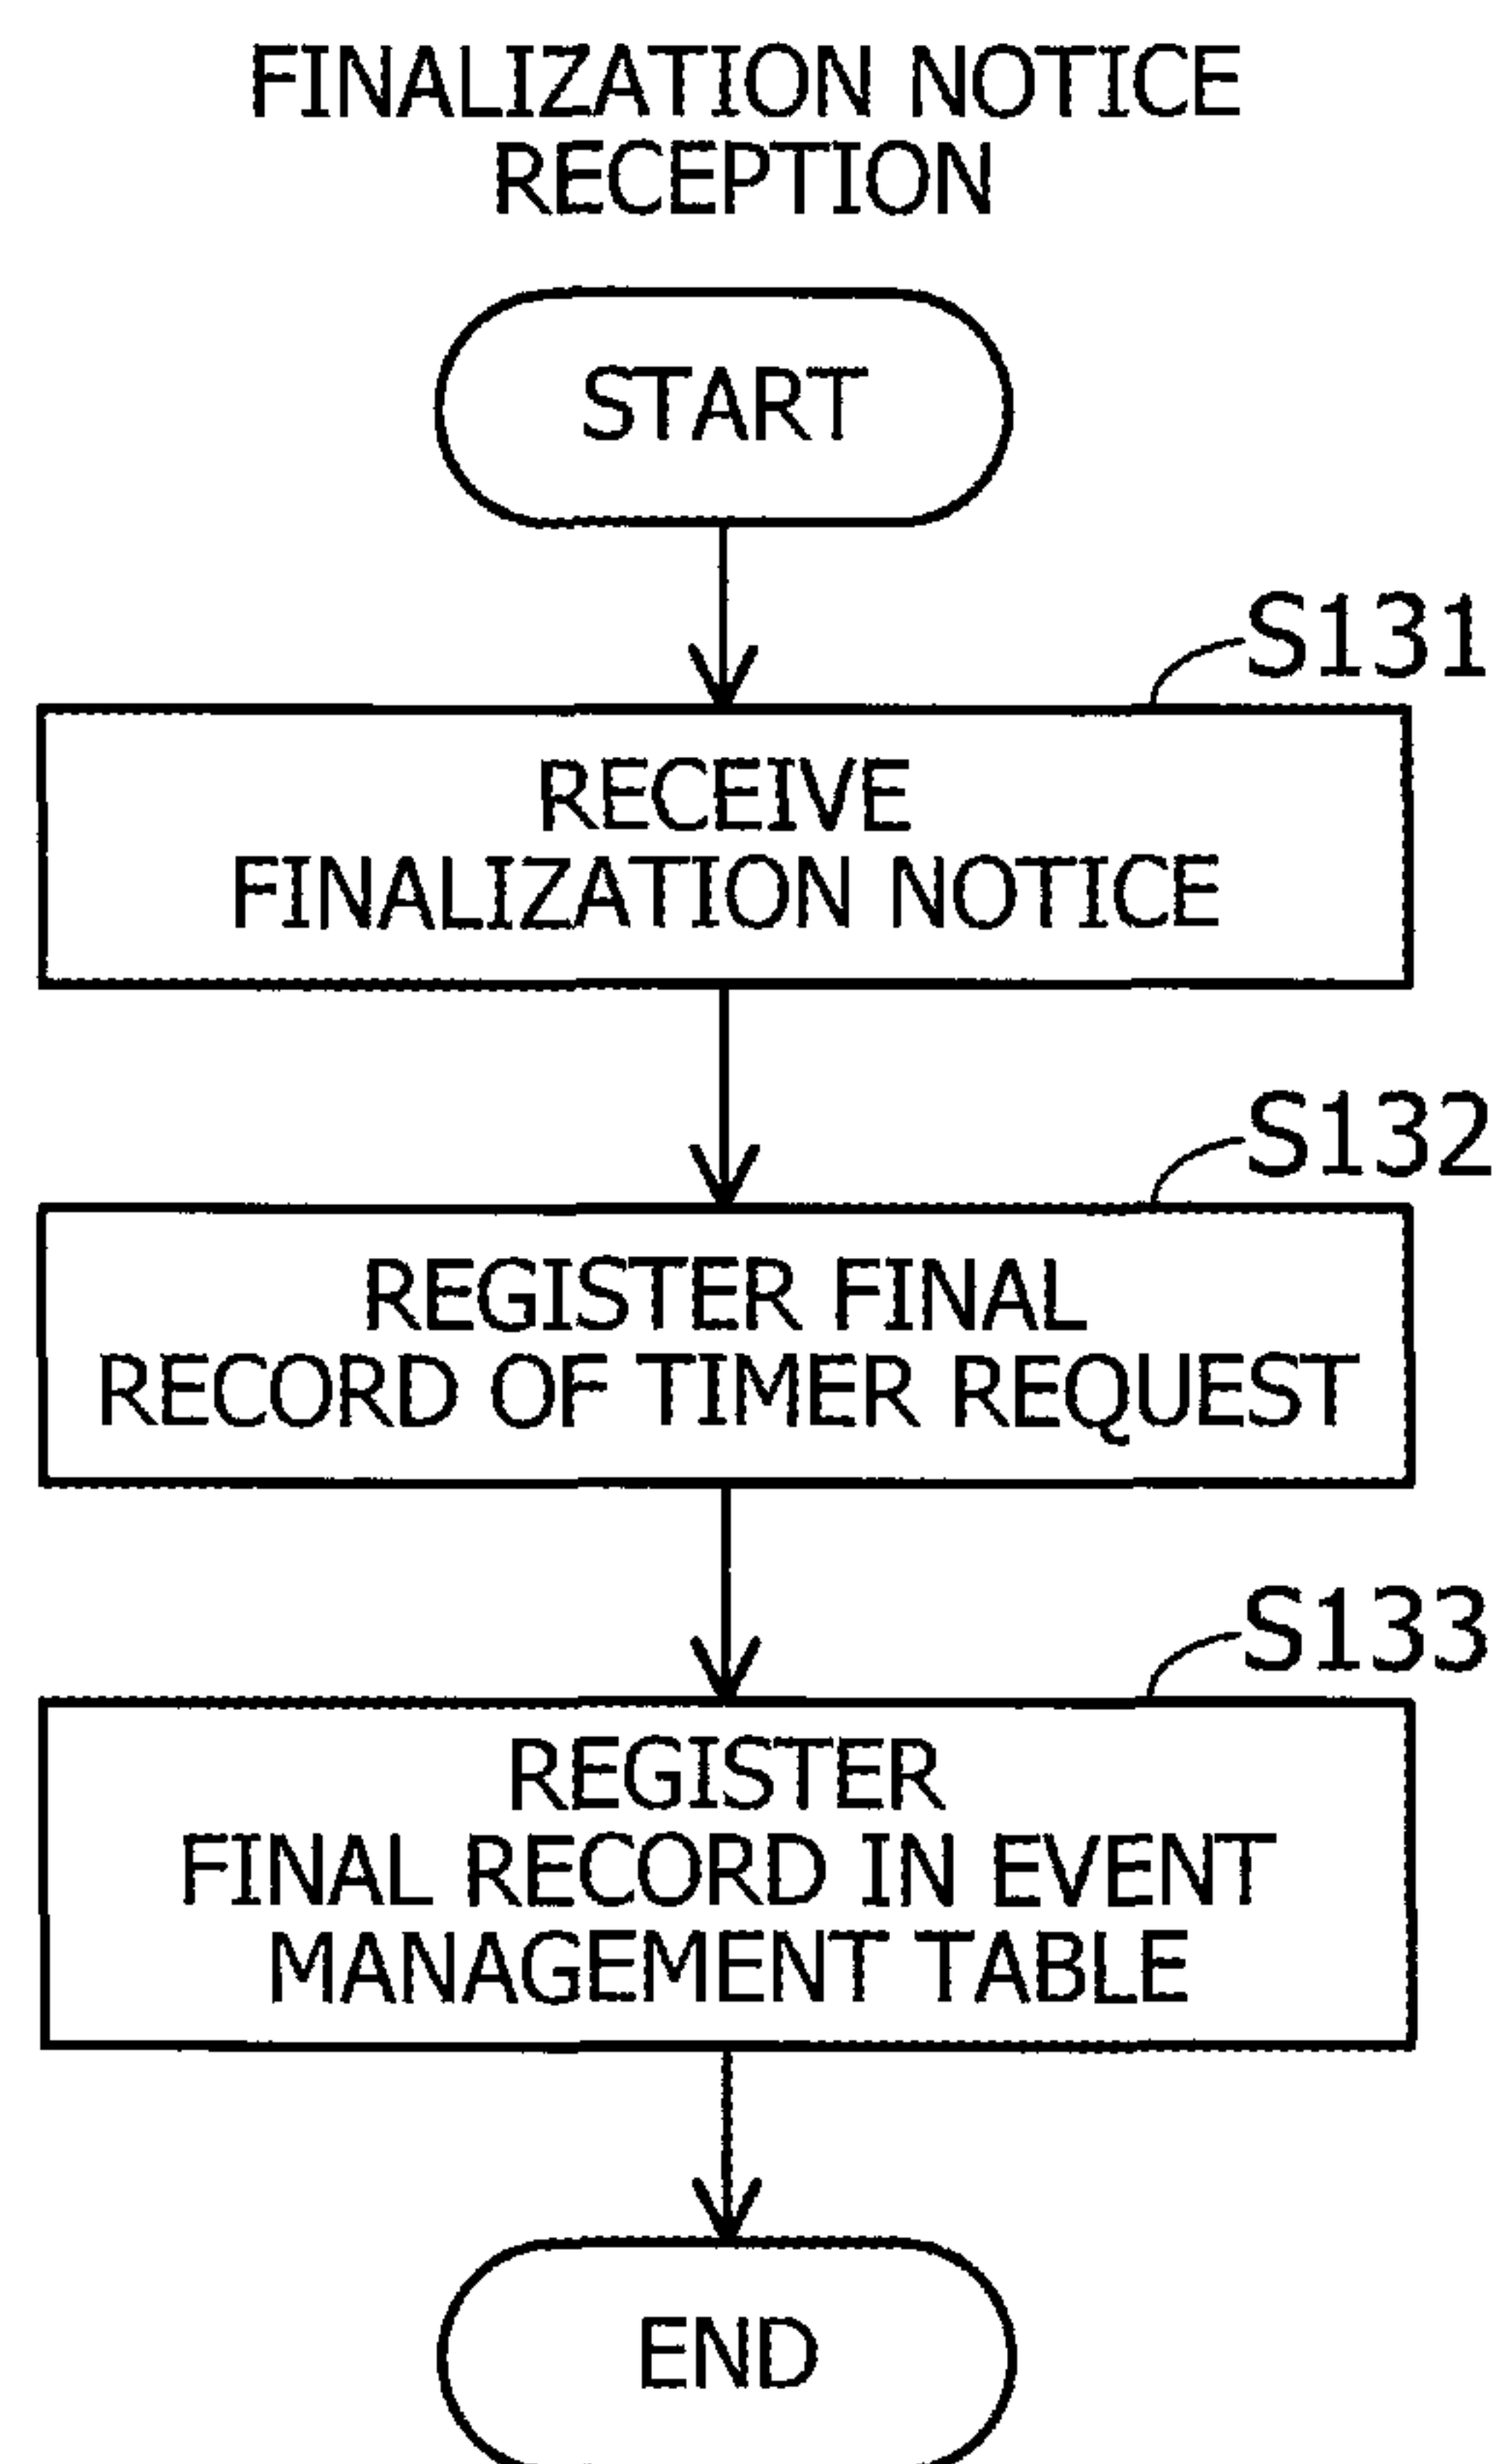 FINALIZATION NOTICE
RECEPTION
START
S131
RECEIVE
FINALIZATION NOTICE
S132
REGISTER FINAL
RECORD OF TIMER REQUEST
S133
REGISTER
FINAL RECORD IN EVENT
MANAGEMENT TABLE
END